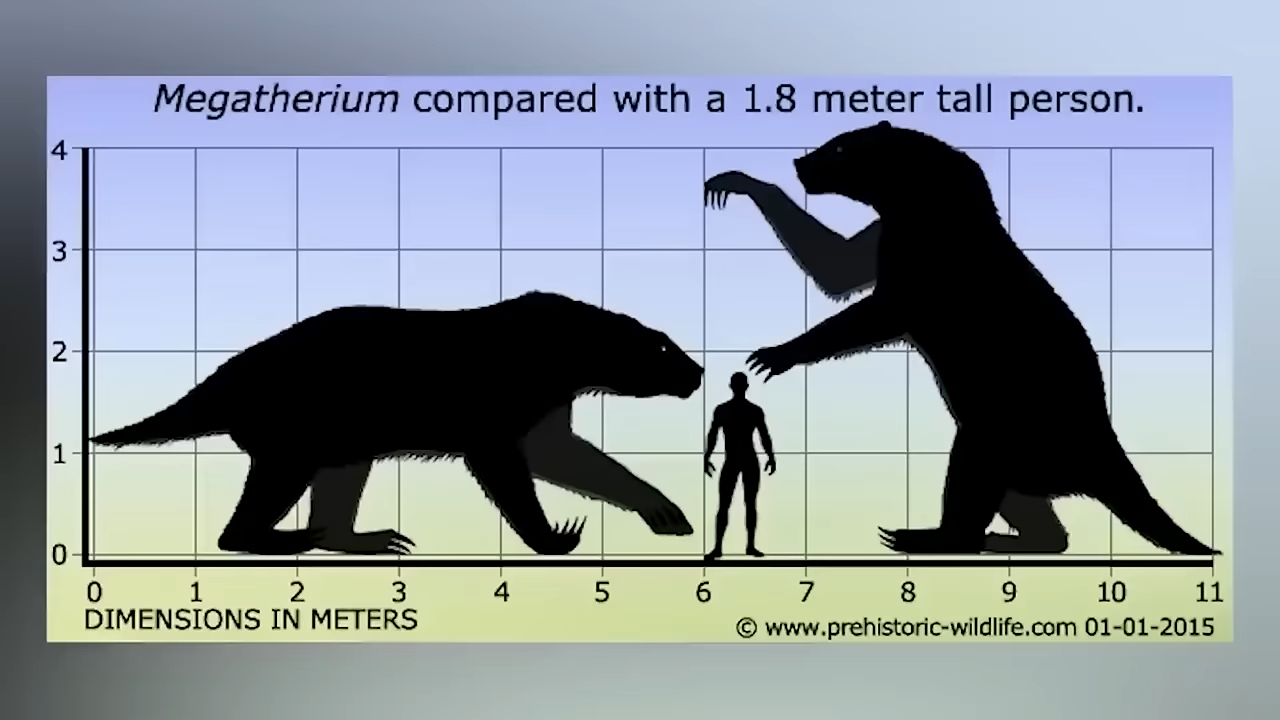 Megatherium compared with a 1.8 meter tall person.
4
3
2
1
0
0 1 2 3 4 5 6 7 8 9 10 11
DIMENSIONS IN METERS
© www.prehistoric-wildlife.com 01-01-2015